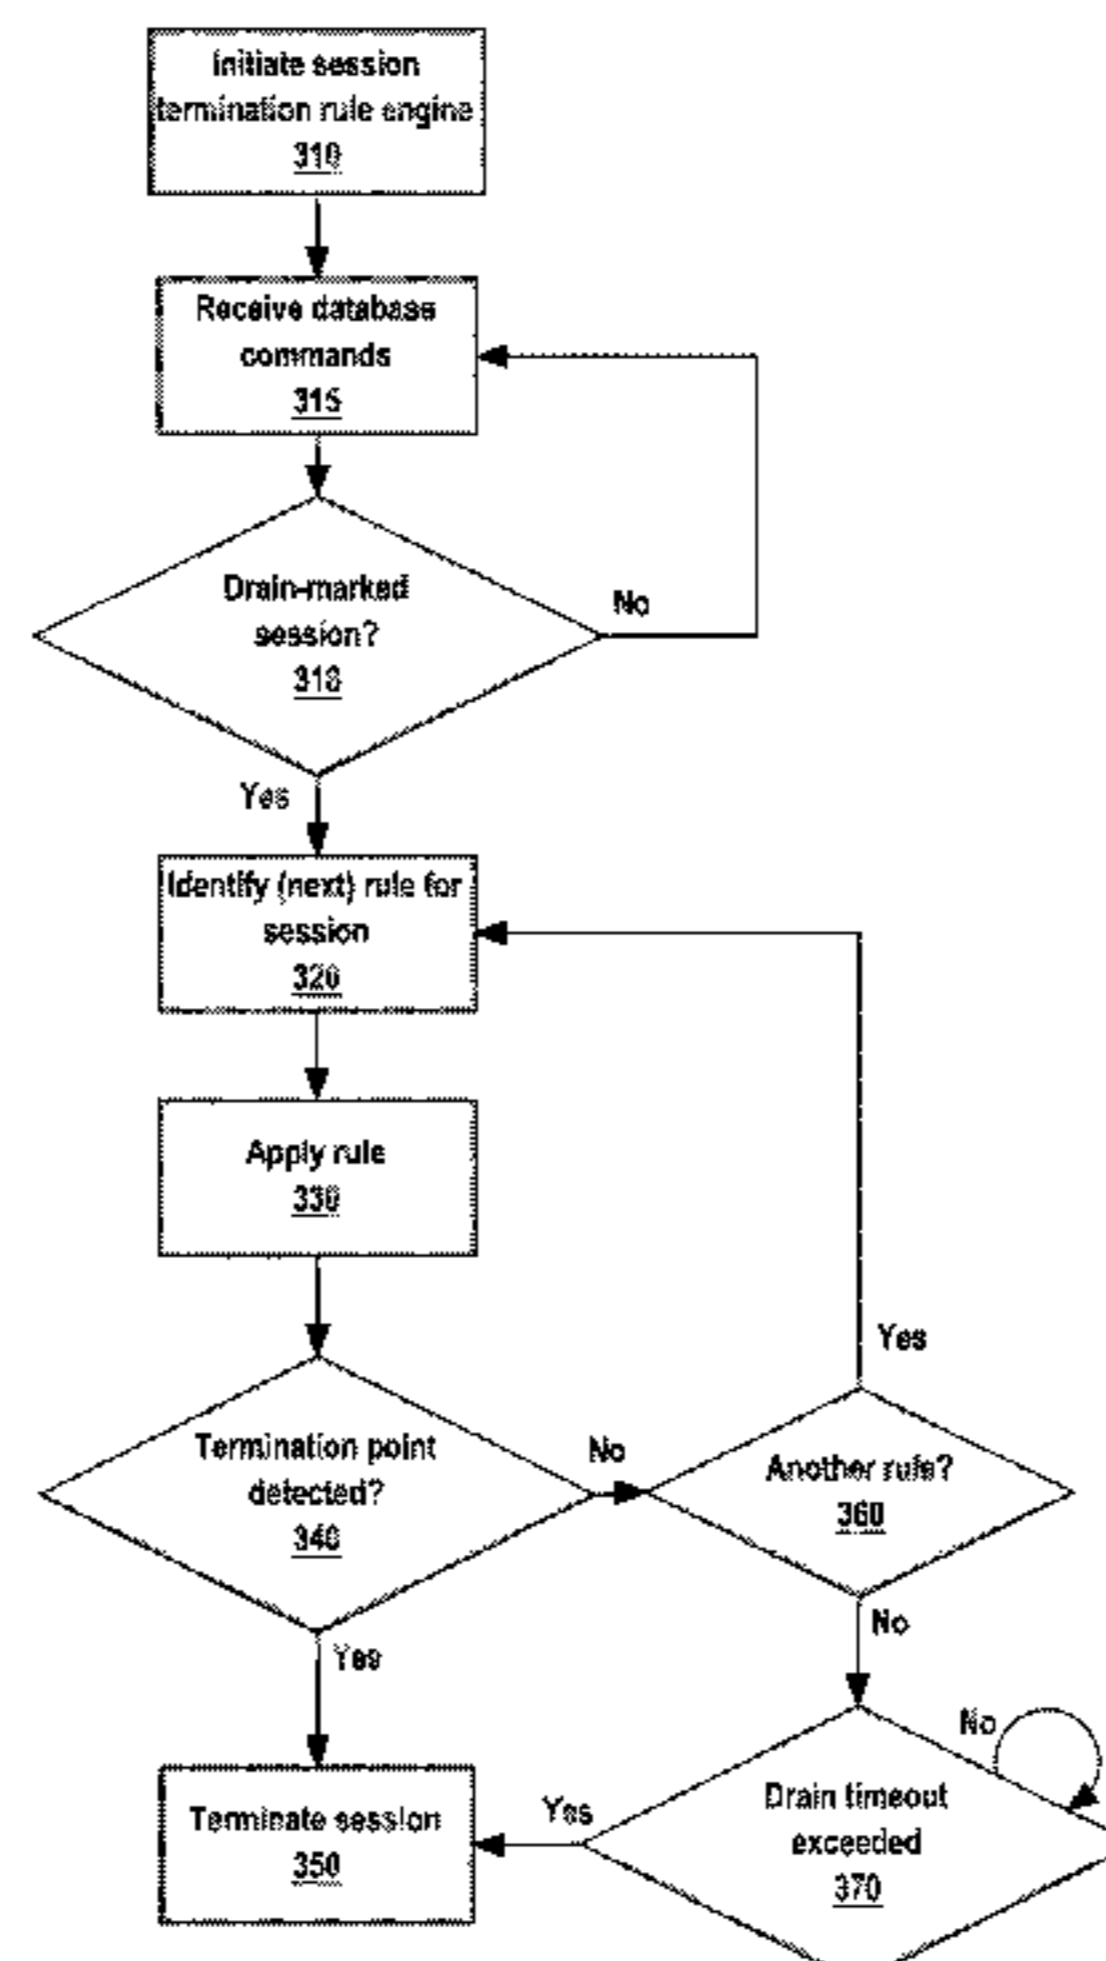 Initiate session
termination rule engine
310
Receive database
commands
315
Drain-marked
session?
318
No
Yes
Identify (next) rule for
session
320
Apply rule
330
Yes
Termination point
detected?
340
No
Another rule?
360
Yes
No
No
Terminate session
350
Yes
Drain timeout
exceeded
370